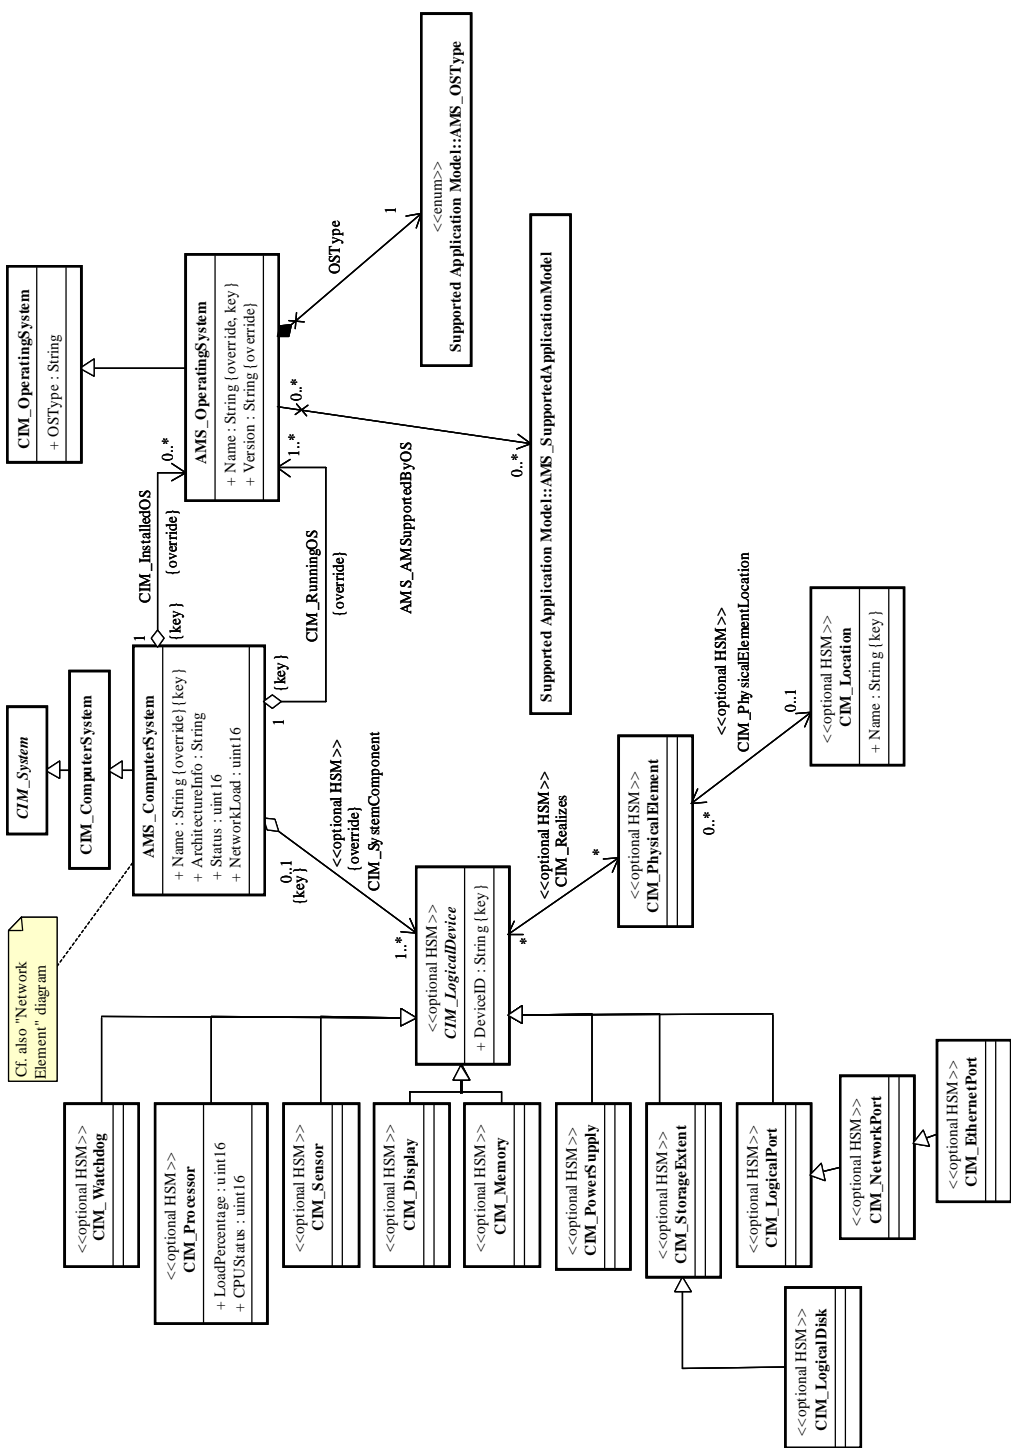 Cf. also "Network
Element" diagram
CIM_System
CIM_ComputerSystem
AMS_ComputerSystem
+ Name : String {override}{key}
+ ArchitectureInfo : String
+ Status : uint16
+ NetworkLoad : uint16
1
{key}
CIM_InstalledOS
{override}
0..*
1
{key}
CIM_RunningOS
{override}
1..*
CIM_OperatingSystem
+ OSType : String
AMS_OperatingSystem
+ Name : String {override, key}
+ Version : String {override}
OSType
1
<<enum>>
Supported Application Model::AMS_OSType
0..*
AMS_AMSupportedByOS
0..*
Supported Application Model::AMS_SupportedApplicationModel
0..1
{key}
<<optional HSM>>
{override}
CIM_SystemComponent
1..*
<<optional HSM>>
CIM_LogicalDevice
+ DeviceID : String {key}
*
<<optional HSM>>
CIM_Realizes
*
<<optional HSM>>
CIM_PhysicalElement
0..*
<<optional HSM>>
CIM_PhysicalElementLocation
0..1
<<optional HSM>>
CIM_Location
+ Name : String {key}
<<optional HSM>>
CIM_Watchdog
<<optional HSM>>
CIM_Processor
+ LoadPercentage : uint16
+ CPUStatus : uint16
<<optional HSM>>
CIM_Sensor
<<optional HSM>>
CIM_Display
<<optional HSM>>
CIM_Memory
<<optional HSM>>
CIM_PowerSupply
<<optional HSM>>
CIM_StorageExtent
<<optional HSM>>
CIM_LogicalPort
<<optional HSM>>
CIM_NetworkPort
<<optional HSM>>
CIM_EthernetPort
<<optional HSM>>
CIM_LogicalDisk